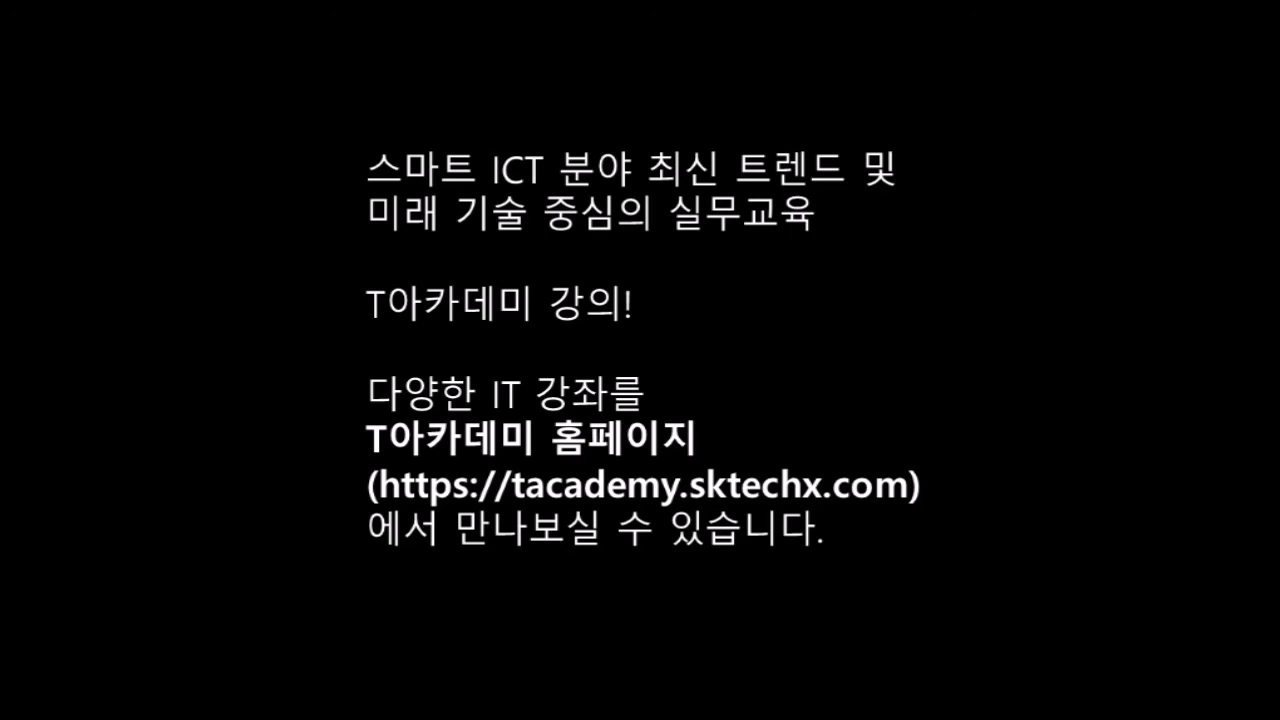 스마트 ICT 분야 최신 트렌드 및
미래 기술 중심의 실무교육
T아카데미 강의!
다양한 IT 강좌를
T아카데미 홈페이지
(https://tacademy.sktechx.com)
에서 만나보실 수 있습니다.